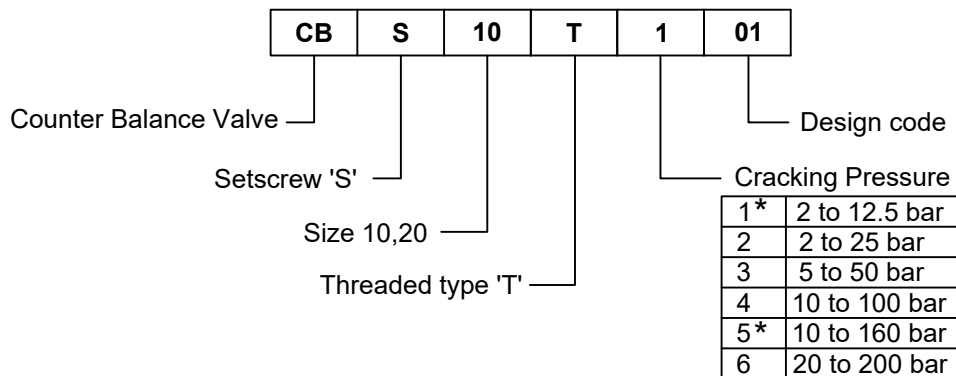 CB S 10 T 1 01
Counter Balance Valve
Design code
Setscrew 'S'
Cracking Pressure
1* 2 to 12.5 bar
Size 10,20
2 2 to 25 bar
3 5 to 50 bar
Threaded type 'T'
4 10 to 100 bar
5* 10 to 160 bar
6 20 to 200 bar